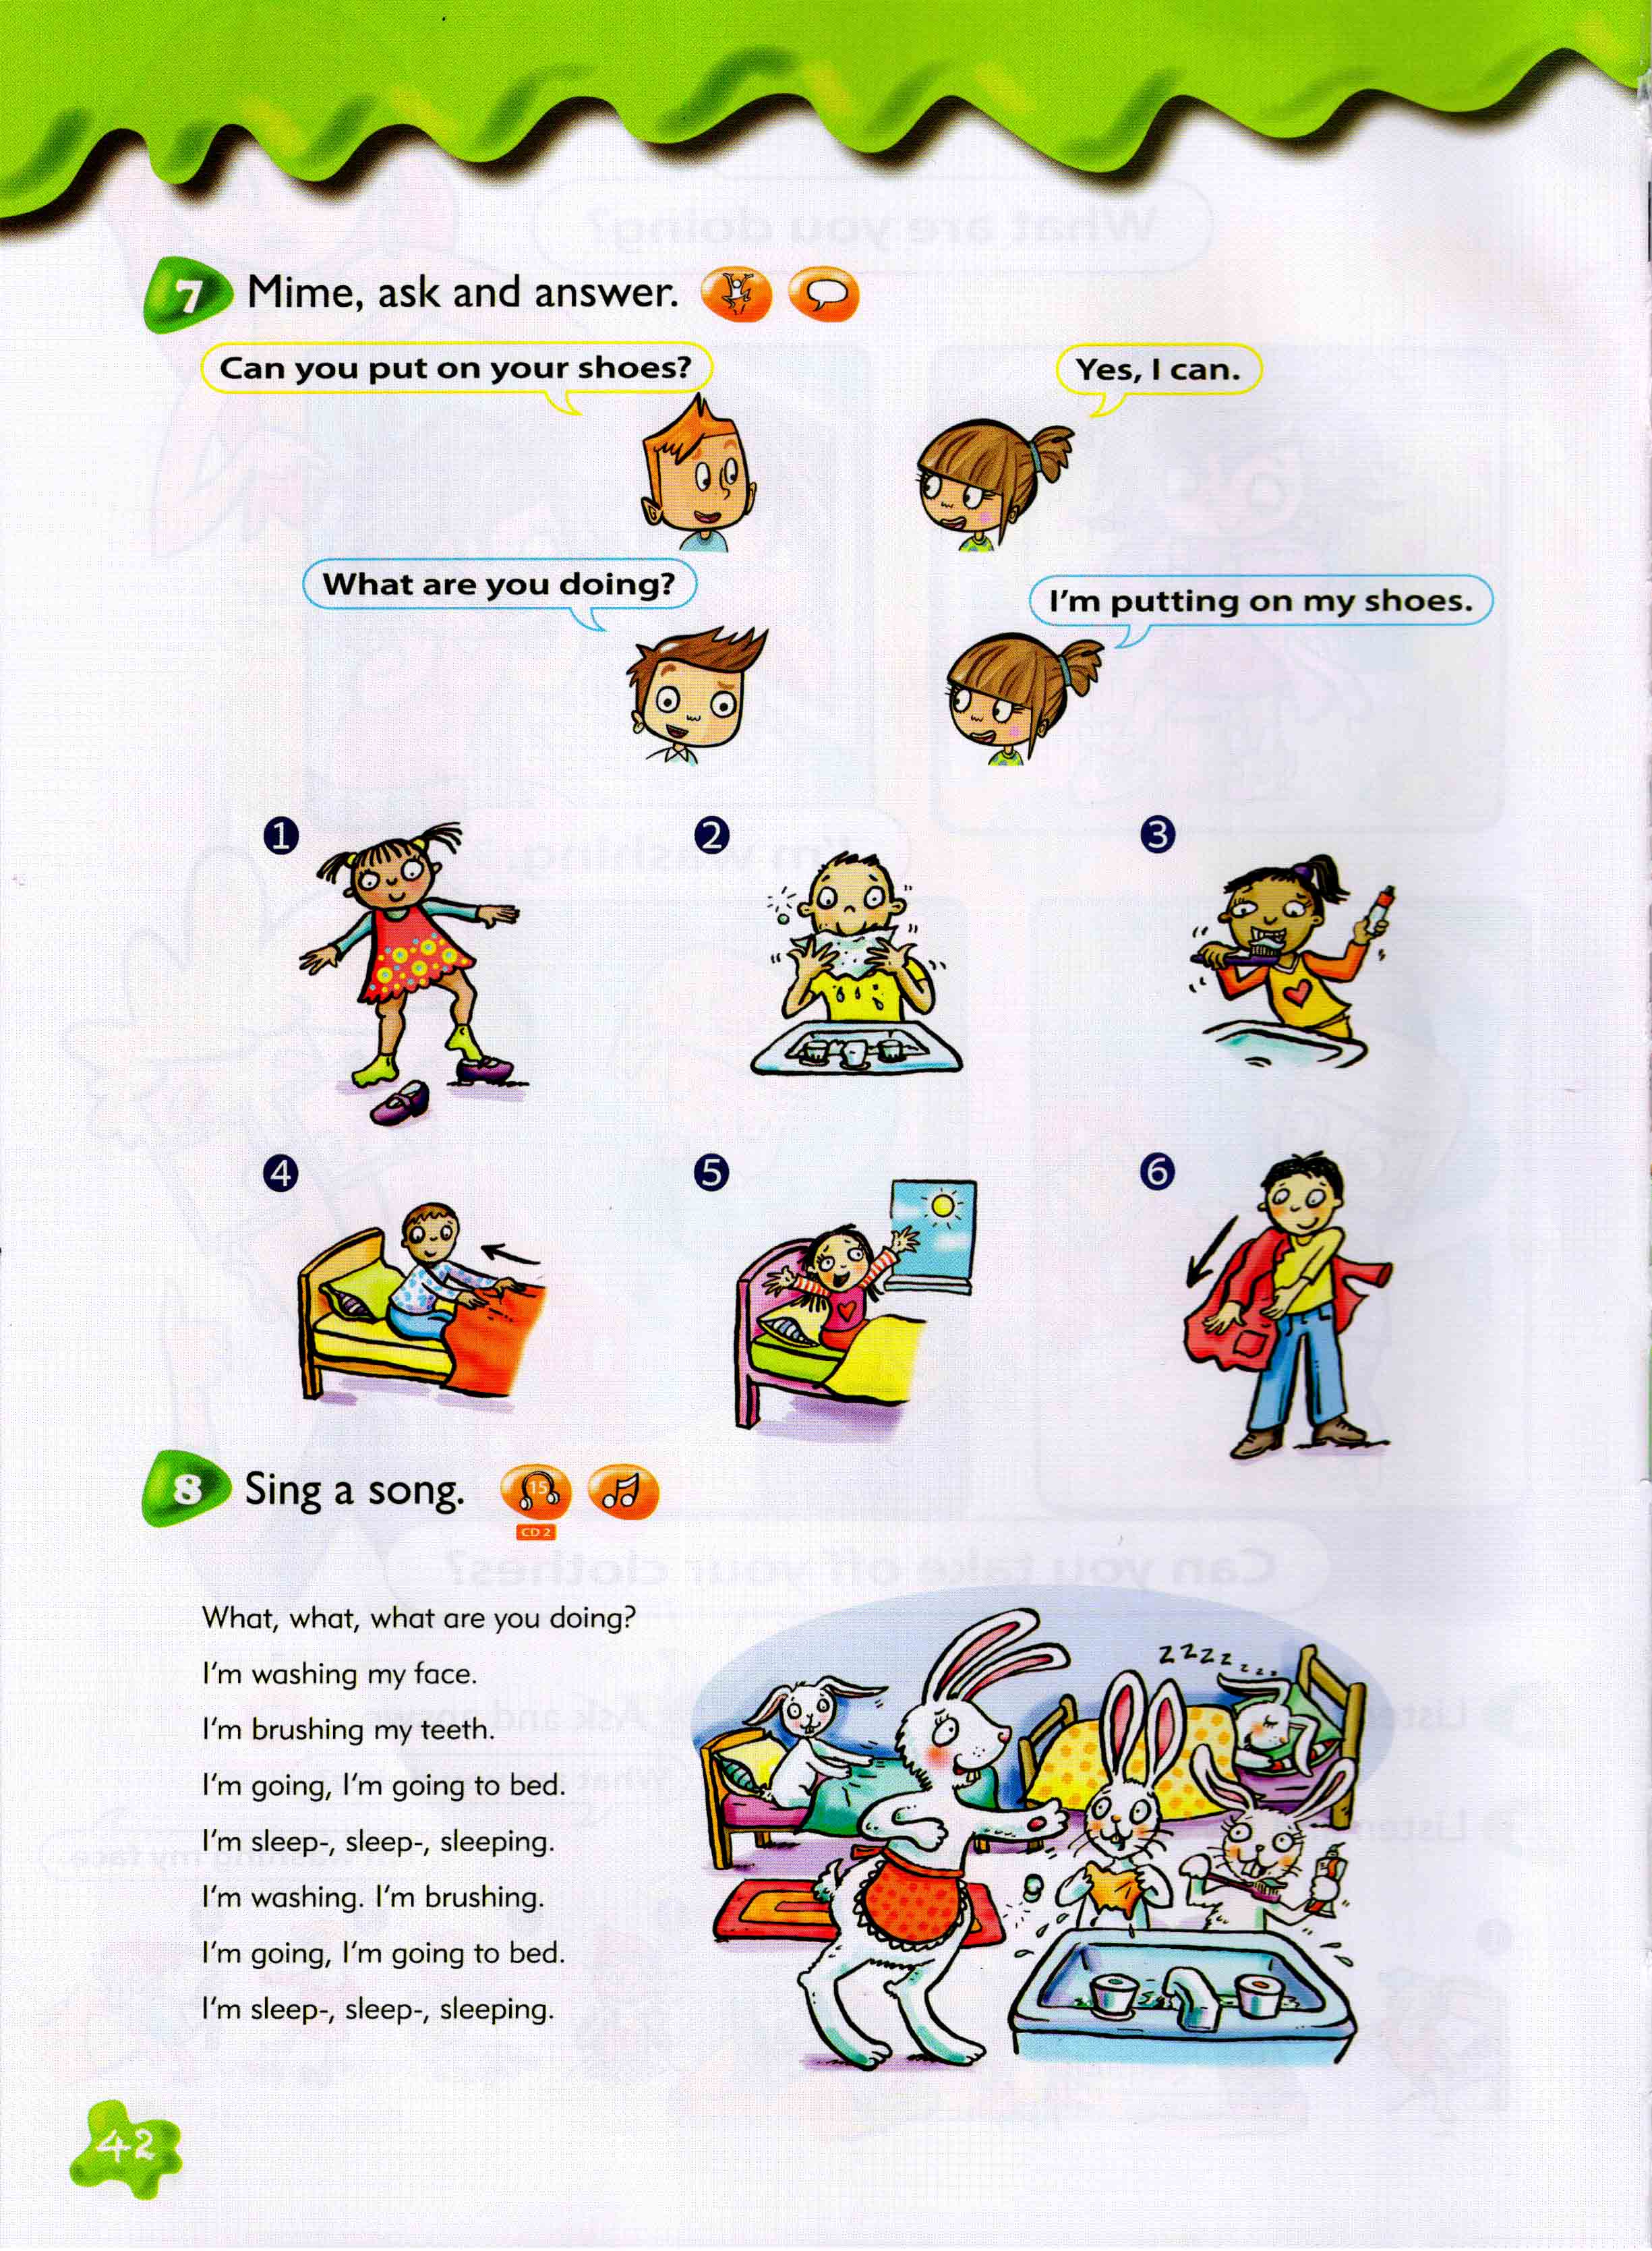 7 Mime, ask and answer.
Can you put on your shoes?
Yes, I can.
What are you doing?
I'm putting on my shoes.
1
2
3
4
5
6
8 Sing a song.
15
CD 2
What, what, what are you doing?
I'm washing my face.
I'm brushing my teeth.
I'm going, I'm going to bed.
I'm sleep-, sleep-, sleeping.
I'm washing. I'm brushing.
I'm going, I'm going to bed.
I'm sleep-, sleep-, sleeping.
zzzzzzz
42